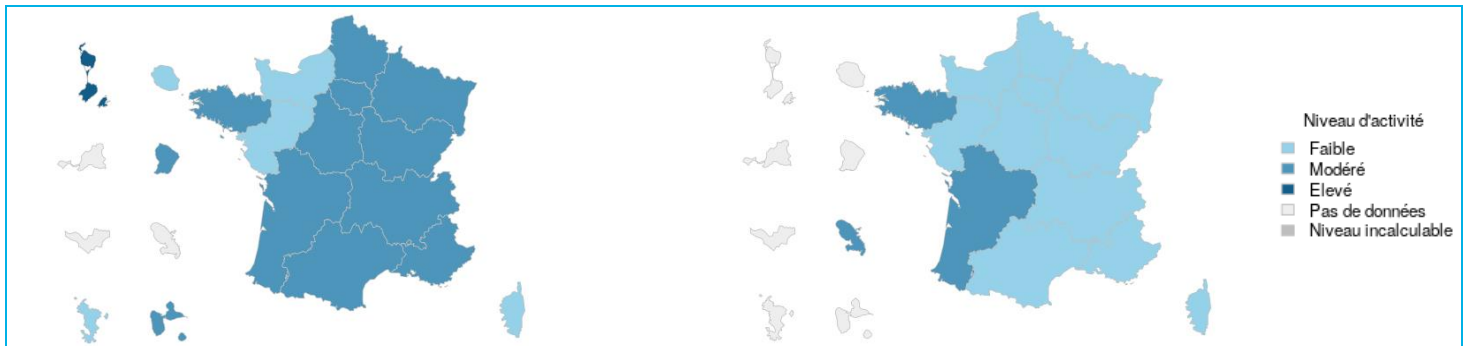 Niveau d'activité
Faible
Modéré
Elevé
Pas de données
Niveau incalculable